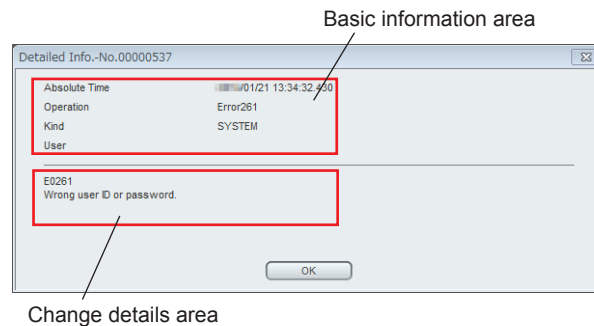 Basic information area
Detailed Info.-No.00000537
Absolute Time /01/21 13:34:32.430
Operation Error261
Kind SYSTEM
User
E0261
Wrong user ID or password.
OK
Change details area